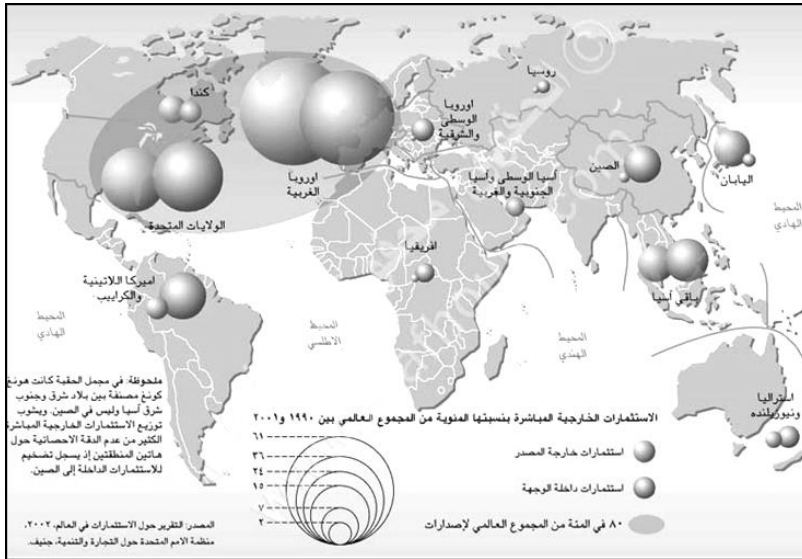 روسيا
كندا
اوروبا
الوسطى
والشرقية
اوروبا
الغربية
الصين
اليابان
آسيا الوسطى وآسيا
الجنوبية والغربية
الولايات المتحدة
المحيط
الهادي
افريقيا
اميركا اللاتينية
والكراييب
باقي آسيا
المحيط
الهادي
المحيط
الاطلسي
المحيط
الهندي
ملحوظة: في مجمل الحقبة كانت هونغ
كونغ مصنفة بين بلاد شرق وجنوب
شرق آسيا وليس في الصين. ويشوب
توزيع الاستثمارات الخارجية المباشرة
الكثير من عدم الدقة الاحصائية حول
هاتين المنطقتين إذ يسجل تضخيم
للاستثمارات الداخلة إلى الصين.
استراليا
ونيوزيلنده
الاستثمارات الخارجية المباشرة بنسبتها المئوية من المجموع العالمي بين ١٩٩٠ و٢٠٠١
٦١
٣٦
٢٤
١٥
٧
٢
استثمارات خارجة المصدر
استثمارات داخلة الوجهة
٨٠ في المئة من المجموع العالمي لإصدارات
المصدر: التقرير حول الاستثمارات في العالم، ٢٠٠٢،
منظمة الامم المتحدة حول التجارة والتنمية، جنيف.